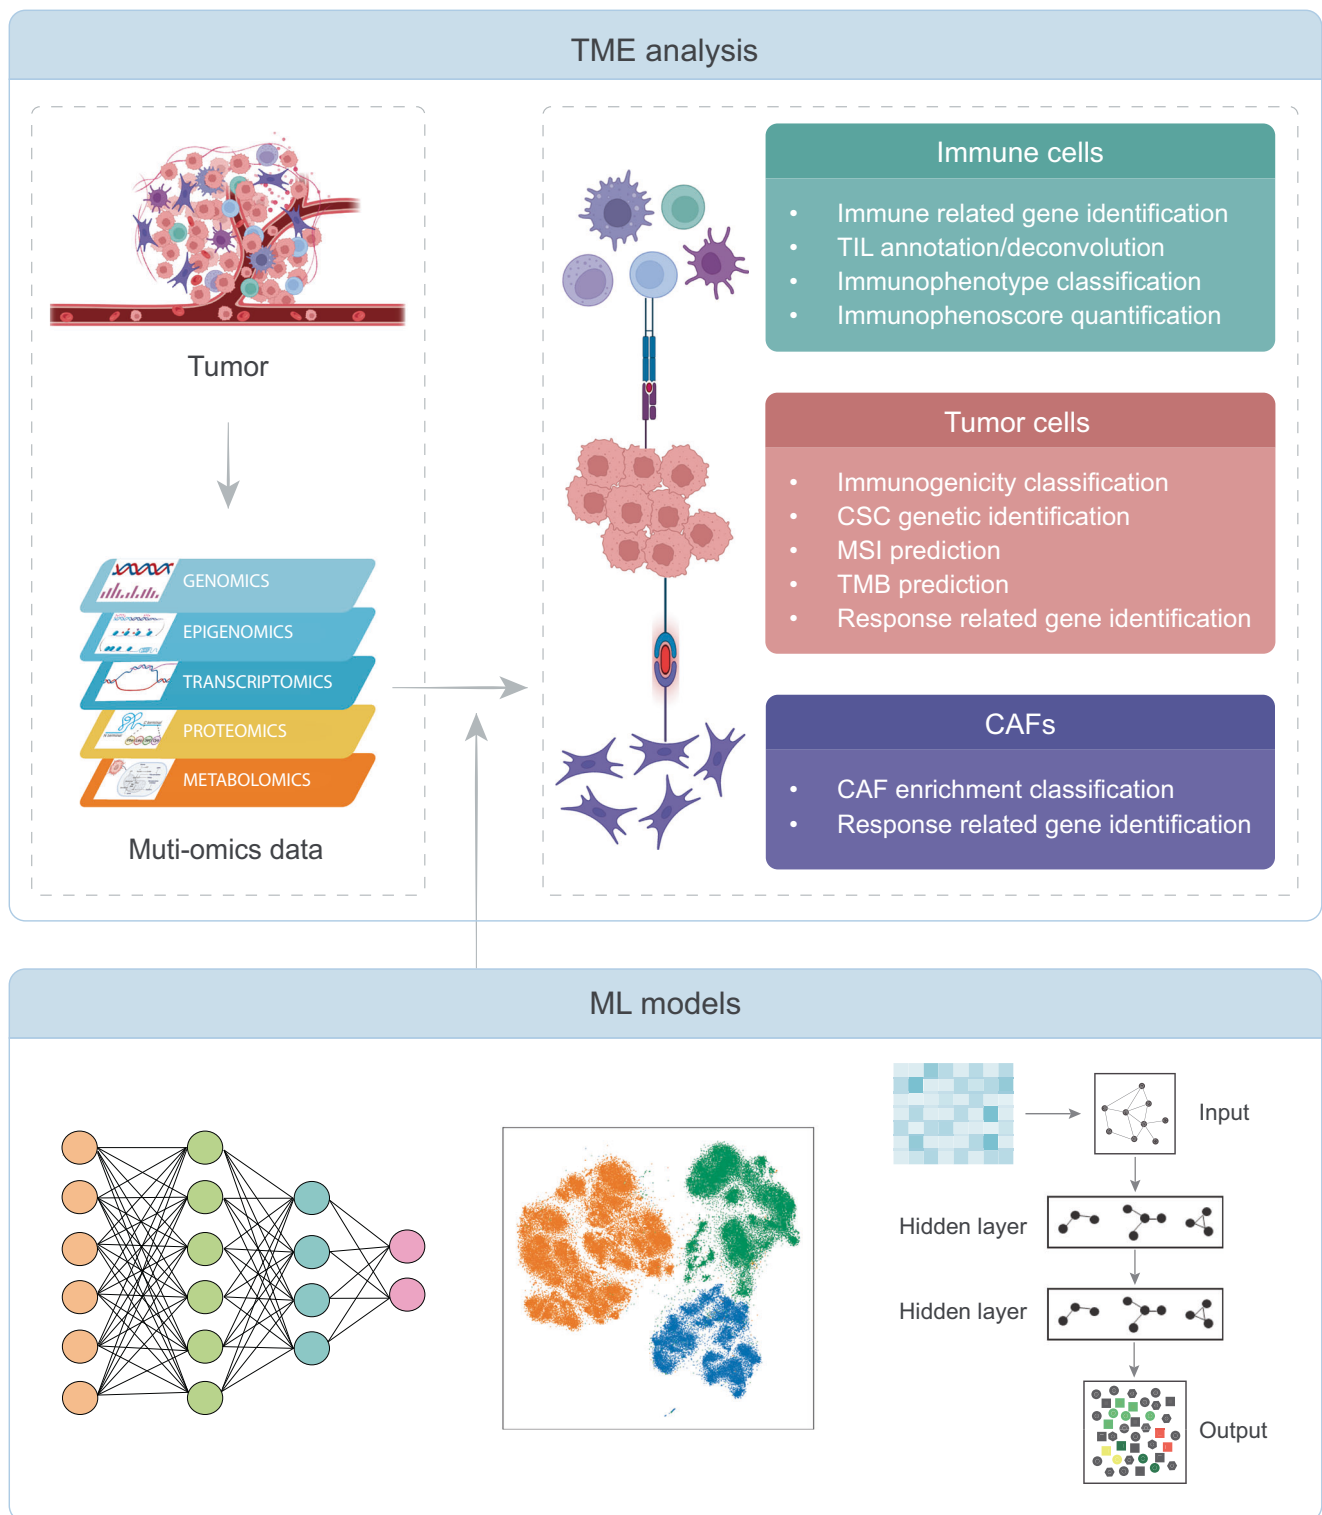 TME analysis
Tumor
GENOMICS
EPIGENOMICS
TRANSCRIPTOMICS
PROTEOMICS
METABOLOMICS
Muti-omics data
Immune cells
• Immune related gene identification
• TIL annotation/deconvolution
• Immunophenotype classification
• Immunophenoscore quantification
Tumor cells
• Immunogenicity classification
• CSC genetic identification
• MSI prediction
• TMB prediction
• Response related gene identification
CAFs
• CAF enrichment classification
• Response related gene identification
ML models
Input
Hidden layer
Hidden layer
Output